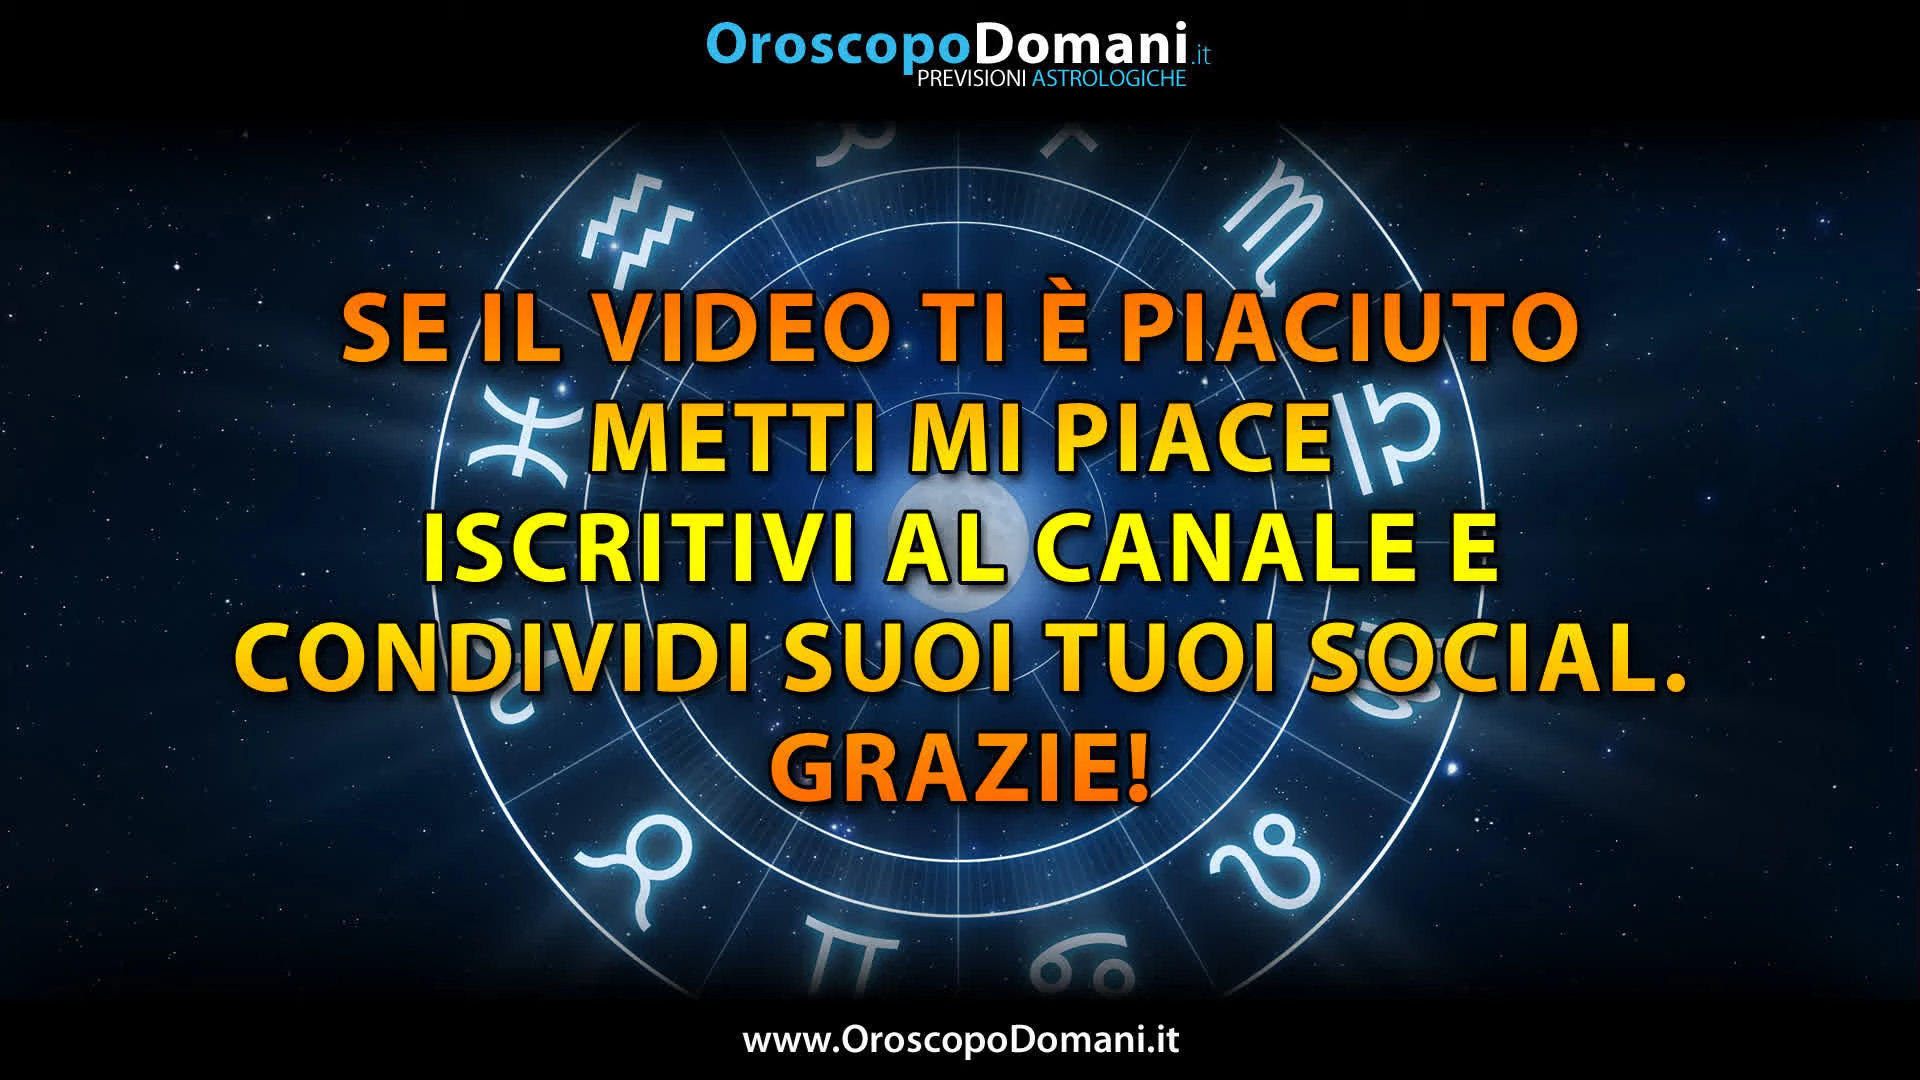 OroscopoDomani.it
PREVISIONI ASTROLOGICHE
SE IL VIDEO TI È PIACIUTO
METTI MI PIACE
ISCRITIVI AL CANALE E
CONDIVIDI SUOI TUOI SOCIAL.
GRAZIE!
www.OroscopoDomani.it